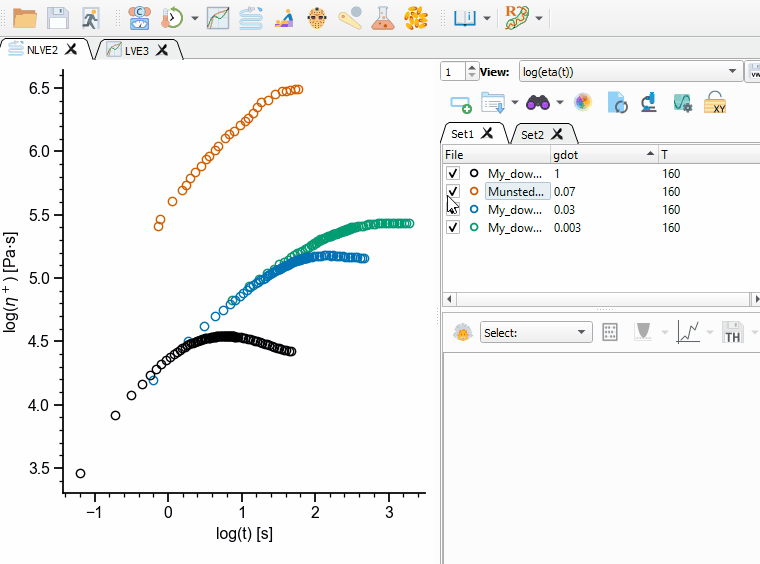 NLVE2 LVE3
1 View: log(eta(t))
Set1 Set2
File gdot T
My_dow... 1 160
Munsted... 0.07 160
My_dow... 0.03 160
My_dow... 0.003 160
Select: TH
XY
6.5
6.0
5.5
5.0
4.5
4.0
3.5
log(η⁺) [Pa·s]
−1 0 1 2 3
log(t) [s]